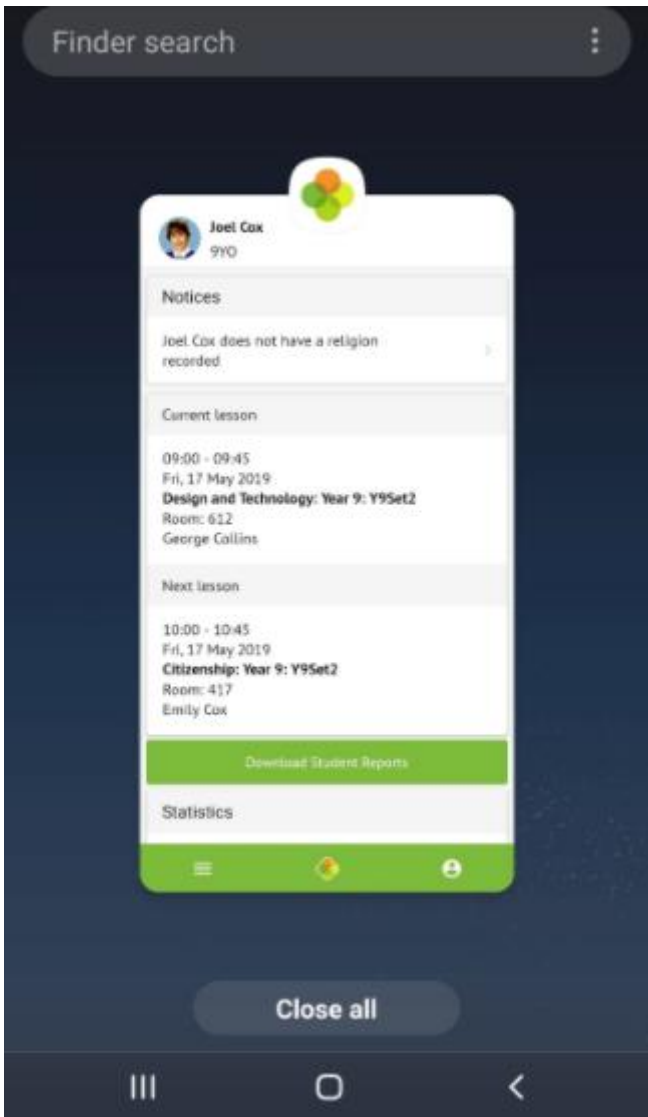 Finder search
Joel Cox
9YO
Notices
Joel Cox does not have a religion
recorded
Current lesson
09:00 - 09:45
Fri, 17 May 2019
Design and Technology: Year 9: Y9Set2
Room: 612
George Collins
Next lesson
10:00 - 10:45
Fri, 17 May 2019
Citizenship: Year 9: Y9Set2
Room: 417
Emily Cox
Download Student Reports
Statistics
Close all